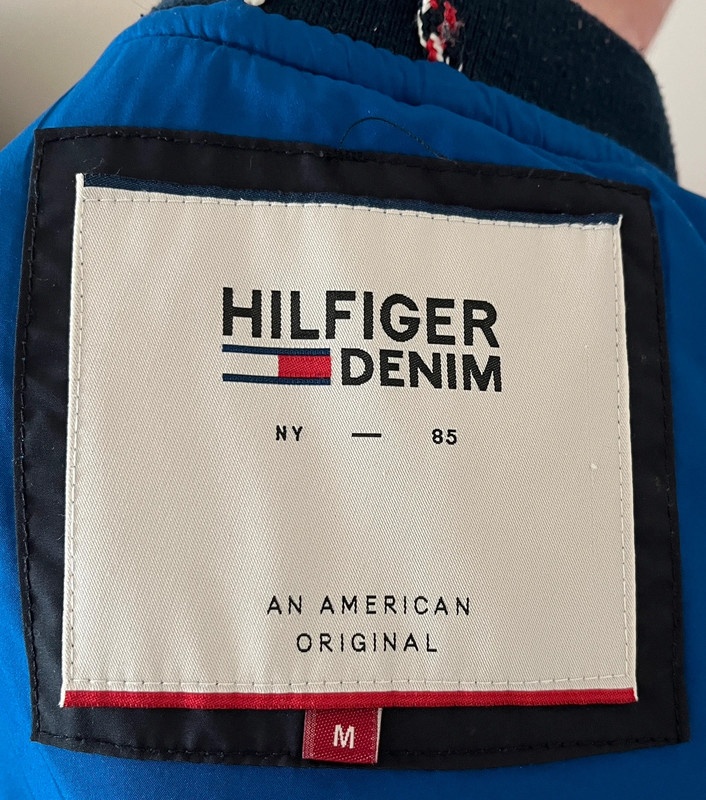 HILFIGER
DENIM
NY — 85
AN AMERICAN
ORIGINAL
M